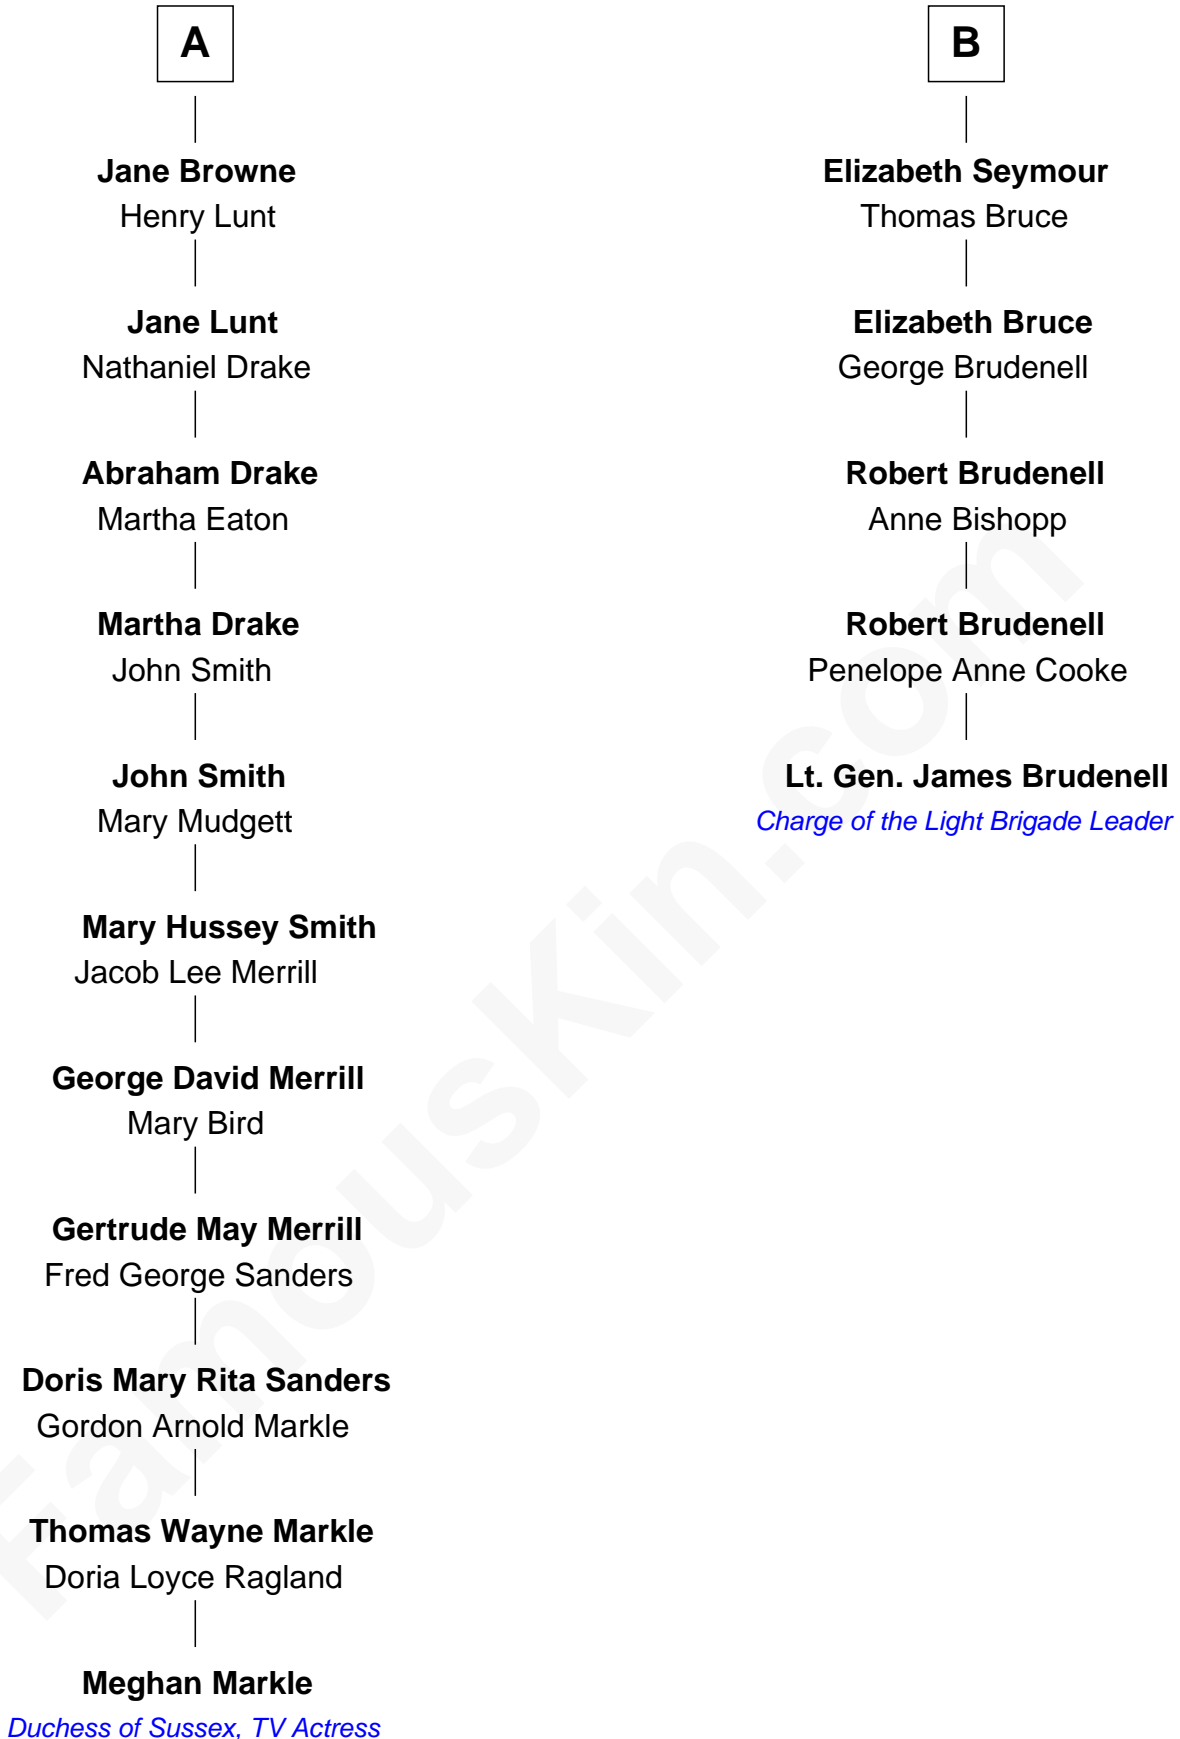 A
Jane Browne
Henry Lunt
Jane Lunt
Nathaniel Drake
Abraham Drake
Martha Eaton
Martha Drake
John Smith
John Smith
Mary Mudgett
Mary Hussey Smith
Jacob Lee Merrill
George David Merrill
Mary Bird
Gertrude May Merrill
Fred George Sanders
Doris Mary Rita Sanders
Gordon Arnold Markle
Thomas Wayne Markle
Doria Loyce Ragland
Meghan Markle
Duchess of Sussex, TV Actress
B
Elizabeth Seymour
Thomas Bruce
Elizabeth Bruce
George Brudenell
Robert Brudenell
Anne Bishopp
Robert Brudenell
Penelope Anne Cooke
Lt. Gen. James Brudenell
Charge of the Light Brigade Leader
FamousKin.com